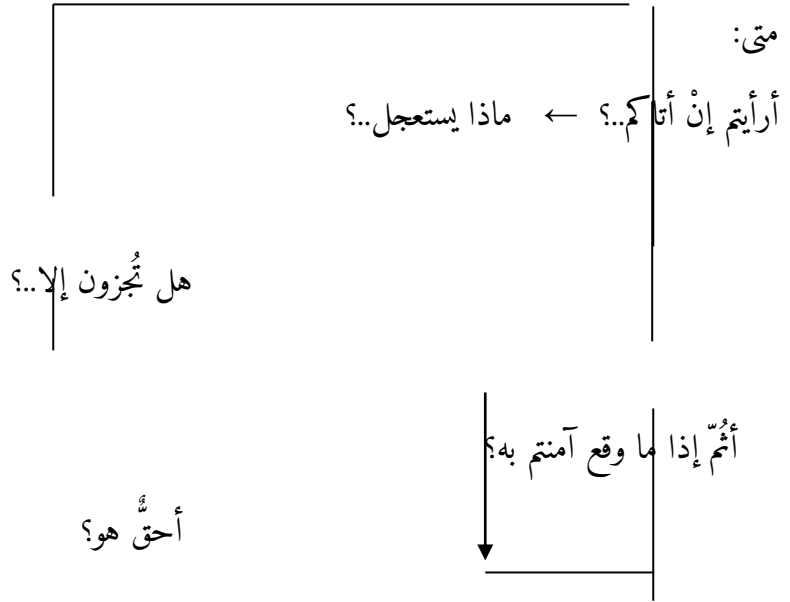 متى:
أرأيتم إنْ أتاكم..؟ ← ماذا يستعجل..؟
هل تُجزون إلا..؟
أثُمّ إذا ما وقع آمنتم به؟
أحقٌّ هو؟